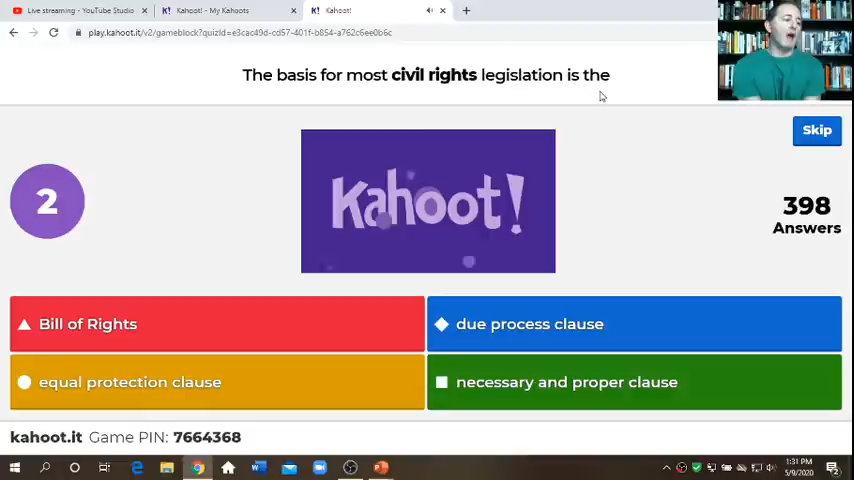 Live streaming - YouTube Studio
Kahoot! - My Kahoots
Kahoot!
play.kahoot.it/v2/gameblock?quizId=e3cac49d-cd57-401f-b854-a762c6ee0b6c
The basis for most civil rights legislation is the
Skip
2
Kahoot!
398
Answers
Bill of Rights
due process clause
equal protection clause
necessary and proper clause
kahoot.it Game PIN: 7664368
1:31 PM
5/9/2020